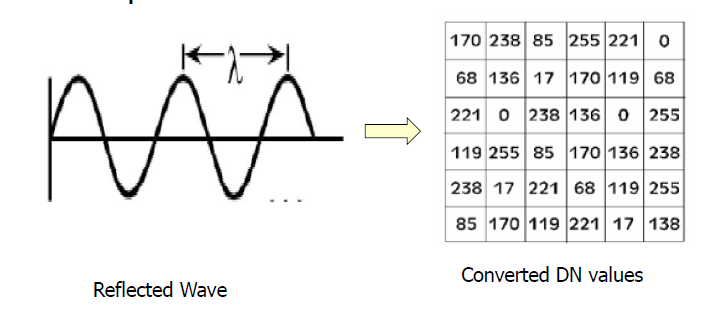 λ
...
Reflected Wave
170 238 85 255 221 0
68 136 17 170 119 68
221 0 238 136 0 255
119 255 85 170 136 238
238 17 221 68 119 255
85 170 119 221 17 138
Converted DN values